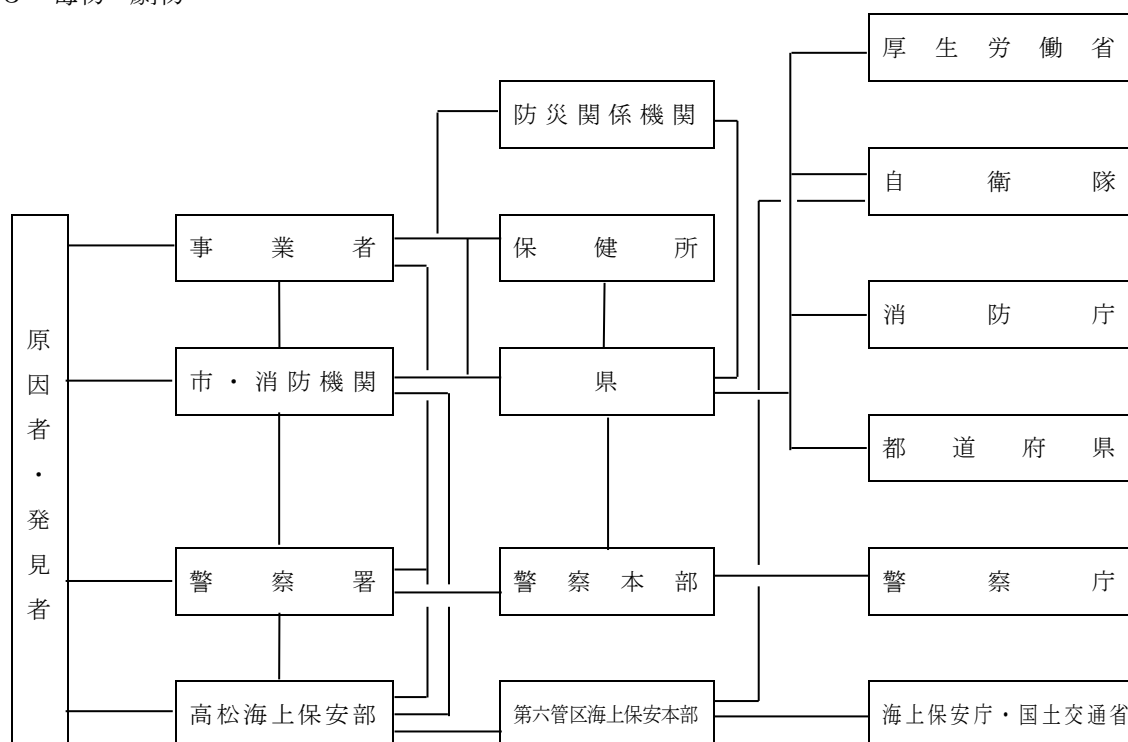 厚生労働省
防災関係機関
自衛隊
事業者
保健所
消防庁
原因者・発見者
市・消防機関
県
都道府県
警察署
警察本部
警察庁
高松海上保安部
第六管区海上保安本部
海上保安庁・国土交通省